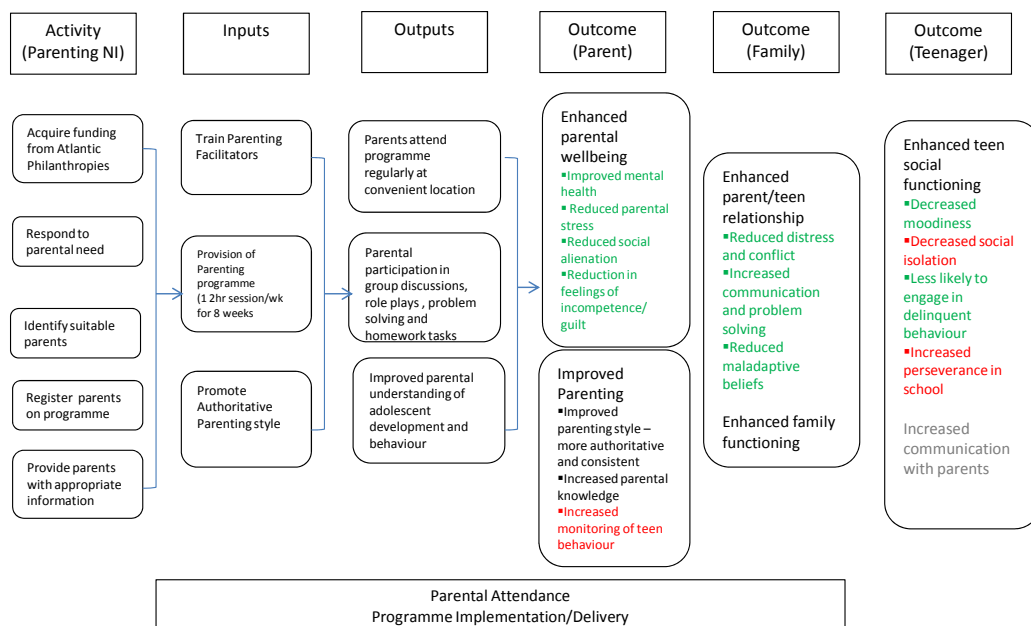 Activity
(Parenting NI)
Inputs
Outputs
Outcome
(Parent)
Outcome
(Family)
Outcome
(Teenager)
Acquire funding
from Atlantic
Philanthropies
Respond to
parental need
Identify suitable
parents
Register parents
on programme
Provide parents
with appropriate
information
Train Parenting
Facilitators
Provision of
Parenting
programme
(1 2hr session/wk
for 8 weeks
Promote
Authoritative
Parenting style
Parents attend
programme
regularly at
convenient location
Parental
participation in
group discussions,
role plays , problem
solving and
homework tasks
Improved parental
understanding of
adolescent
development and
behaviour
Enhanced
parental
wellbeing
▪Improved mental
health
▪ Reduced parental
stress
▪Reduced social
alienation
▪Reduction in
feelings of
incompetence/
guilt
Improved
Parenting
▪Improved
parenting style –
more authoritative
and consistent
▪Increased parental
knowledge
▪Increased
monitoring of teen
behaviour
Enhanced
parent/teen
relationship
▪Reduced distress
and conflict
▪Increased
communication
and problem
solving
▪Reduced
maladaptive
beliefs
Enhanced family
functioning
Enhanced teen
social
functioning
▪Decreased
moodiness
▪Decreased social
isolation
▪Less likely to
engage in
delinquent
behaviour
▪Increased
perseverance in
school
Increased
communication
with parents
Parental Attendance
Programme Implementation/Delivery